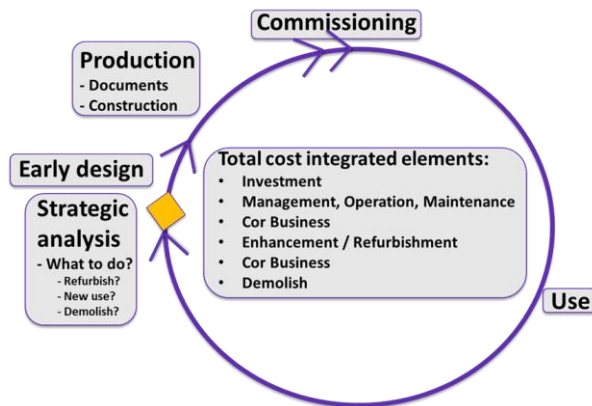 Commissioning
Production
- Documents
- Construction
Early design
Strategic
analysis
- What to do?
- Refurbish?
- New use?
- Demolish?
Total cost integrated elements:
• Investment
• Management, Operation, Maintenance
• Cor Business
• Enhancement / Refurbishment
• Cor Business
• Demolish
Use